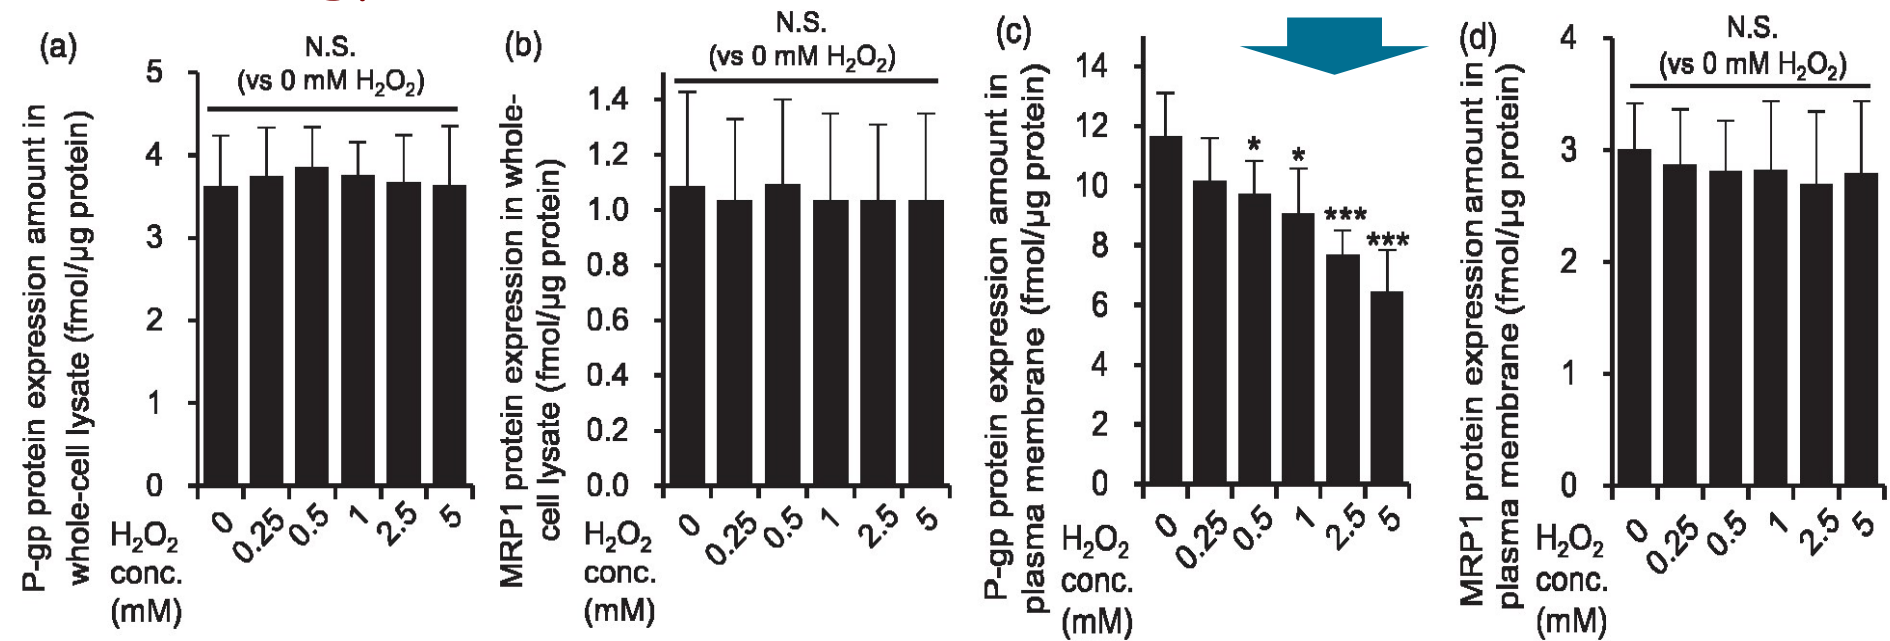 (a)
N.S.
(vs 0 mM H₂O₂)
P-gp protein expression amount in
whole-cell lysate (fmol/μg protein)
5
4
3
2
1
0
H₂O₂
conc.
(mM)
0
0.25
0.5
1
2.5
5
(b)
N.S.
(vs 0 mM H₂O₂)
MRP1 protein expression in whole-
cell lysate (fmol/μg protein)
1.4
1.2
1.0
0.8
0.6
0.4
0.2
0.0
H₂O₂
conc.
(mM)
0
0.25
0.5
1
2.5
5
(c)
P-gp protein expression amount in
plasma membrane (fmol/μg protein)
14
12
10
8
6
4
2
0
*
*
***
***
H₂O₂
conc.
(mM)
0
0.25
0.5
1
2.5
5
(d)
N.S.
(vs 0 mM H₂O₂)
MRP1 protein expression amount in
plasma membrane (fmol/μg protein)
4
3
2
1
0
H₂O₂
conc.
(mM)
0
0.25
0.5
1
2.5
5